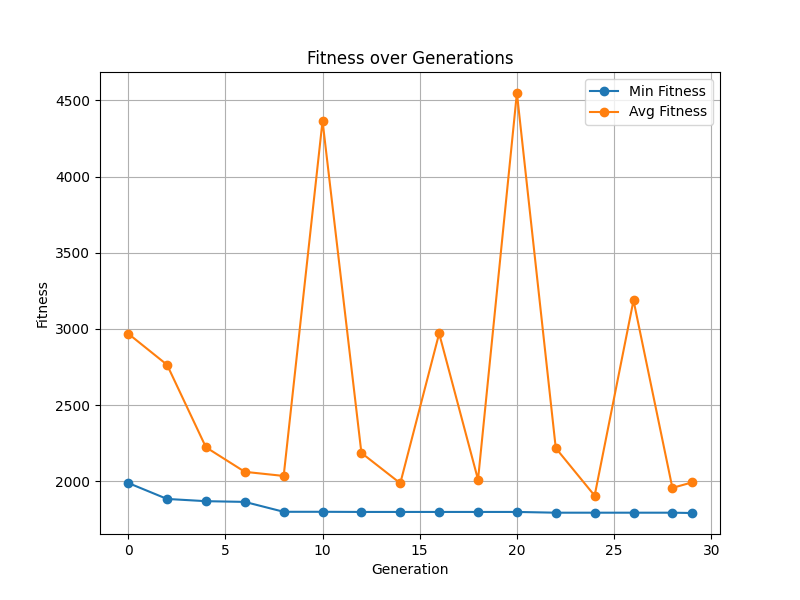 Fitness over Generations
Min Fitness
Avg Fitness
4500
4000
3500
3000
2500
2000
Fitness
0 5 10 15 20 25 30
Generation